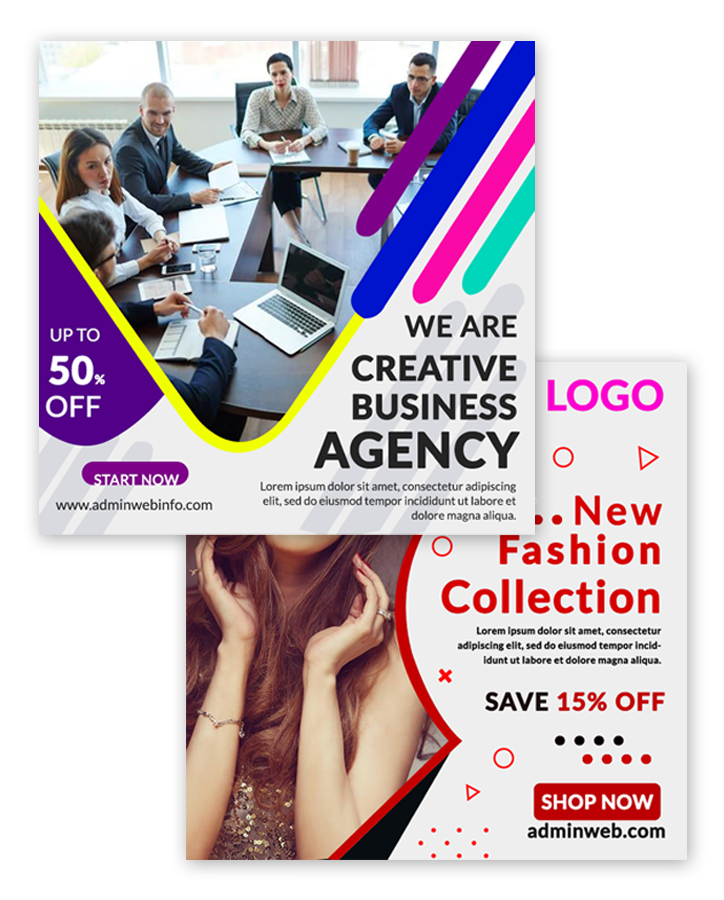 UP TO
50%
OFF
START NOW
www.adminwebinfo.com
WE ARE
CREATIVE
BUSINESS
AGENCY
Lorem ipsum dolor sit amet, consectetur adipiscing
elit, sed do eiusmod tempor incididunt ut labore et
dolore magna aliqua.
LOGO
..New
Fashion
Collection
Lorem ipsum dolor sit amet, consectetur
adipiscing elit, sed do eiusmod tempor incid-
idunt ut labore et dolore magna aliqua.
SAVE 15% OFF
SHOP NOW
adminweb.com